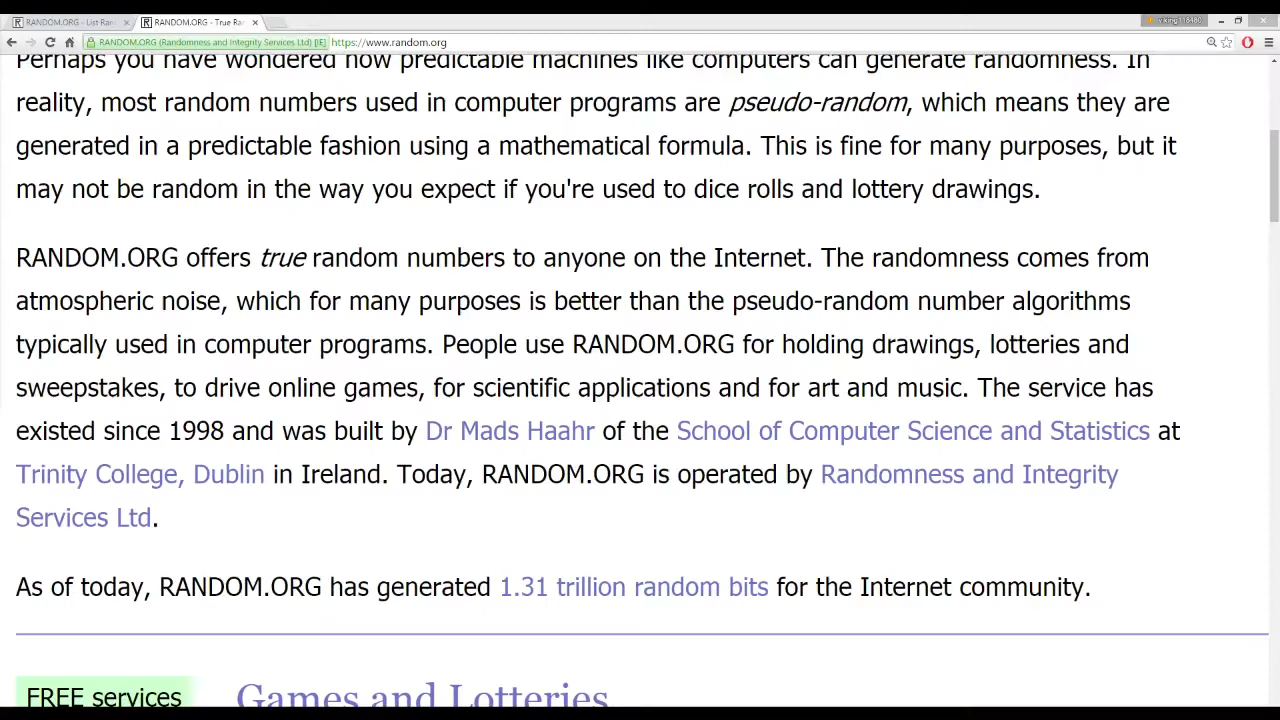 RANDOM.ORG - List Ran
RANDOM.ORG - True Ra
viking118480
RANDOM.ORG (Randomness and Integrity Services Ltd) [IE] https://www.random.org
Perhaps you have wondered how predictable machines like computers can generate randomness. In
reality, most random numbers used in computer programs are pseudo-random, which means they are
generated in a predictable fashion using a mathematical formula. This is fine for many purposes, but it
may not be random in the way you expect if you're used to dice rolls and lottery drawings.
RANDOM.ORG offers true random numbers to anyone on the Internet. The randomness comes from
atmospheric noise, which for many purposes is better than the pseudo-random number algorithms
typically used in computer programs. People use RANDOM.ORG for holding drawings, lotteries and
sweepstakes, to drive online games, for scientific applications and for art and music. The service has
existed since 1998 and was built by Dr Mads Haahr of the School of Computer Science and Statistics at
Trinity College, Dublin in Ireland. Today, RANDOM.ORG is operated by Randomness and Integrity
Services Ltd.
As of today, RANDOM.ORG has generated 1.31 trillion random bits for the Internet community.
FREE services
Games and Lotteries